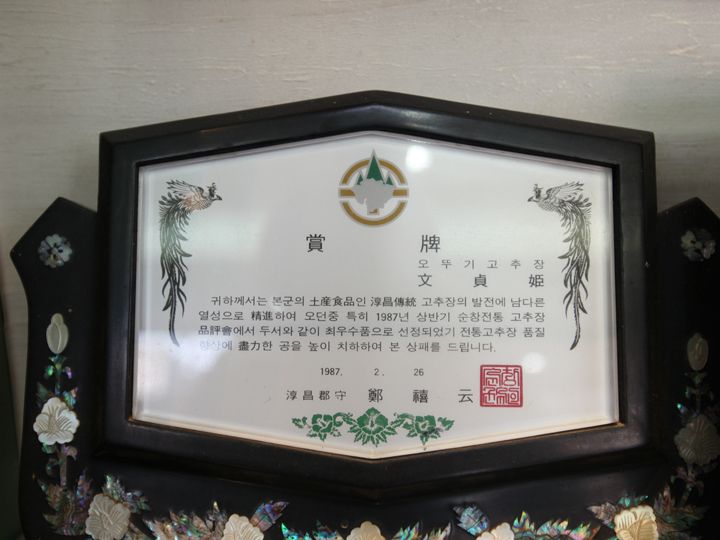 賞牌
오뚜기고추장
文貞姬
귀하께서는 본군의 土産食品인 淳昌傳統 고추장의 발전에 남다른
열성으로 精進하여 오던중 특히 1987년 상반기 순창전통 고추장
品評會에서 두서와 같이 최우수품으로 선정되었기 전통고추장 품질
향상에 盡力한 공을 높이 치하하여 본 상패를 드립니다.
1987. 2. 26
淳昌郡守 鄭禧云